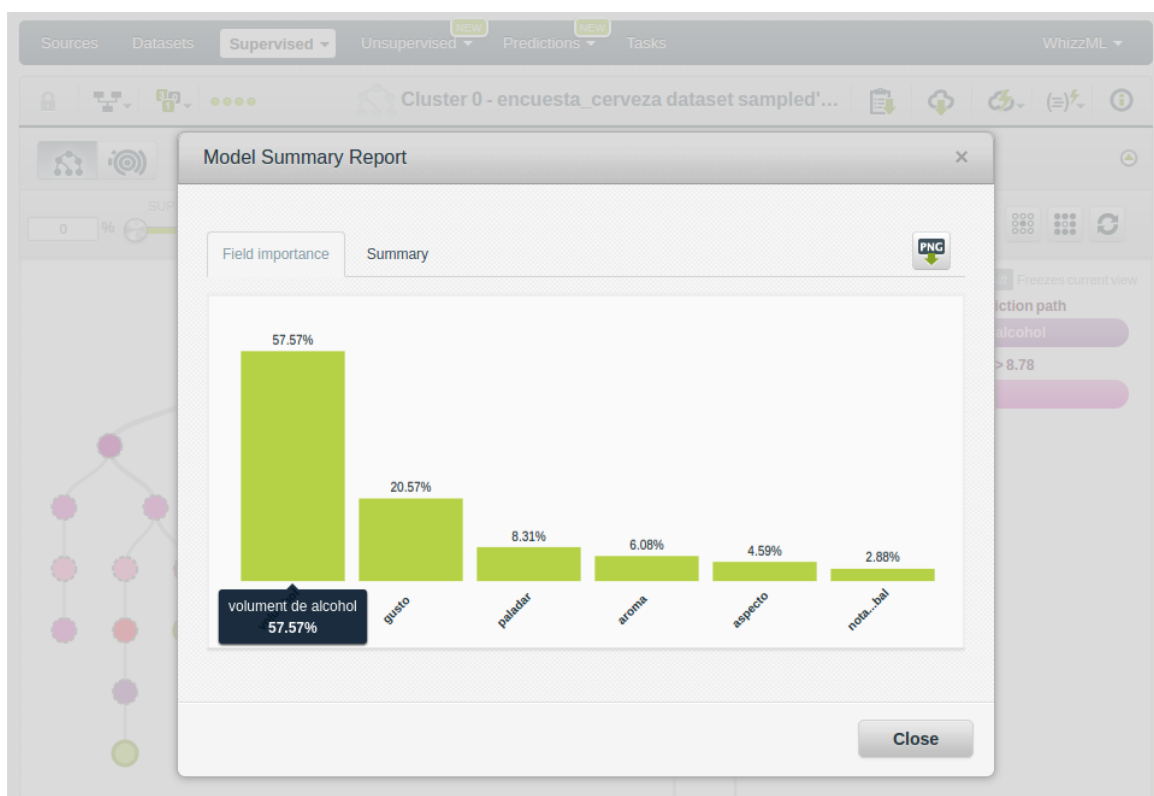 NEW NEW
Sources Datasets Supervised Unsupervised Predictions Tasks WhizzML
Cluster 0 - encuesta_cerveza dataset sampled'...
Model Summary Report ×
SUP
0 %
Field importance Summary PNG
Freezes current view
iction path
alcohol
> 8.78
57.57%
20.57%
8.31%
6.08%
4.59%
2.88%
volument de alcohol
57.57%
gusto
paladar
aroma
aspecto
nota...bal
Close